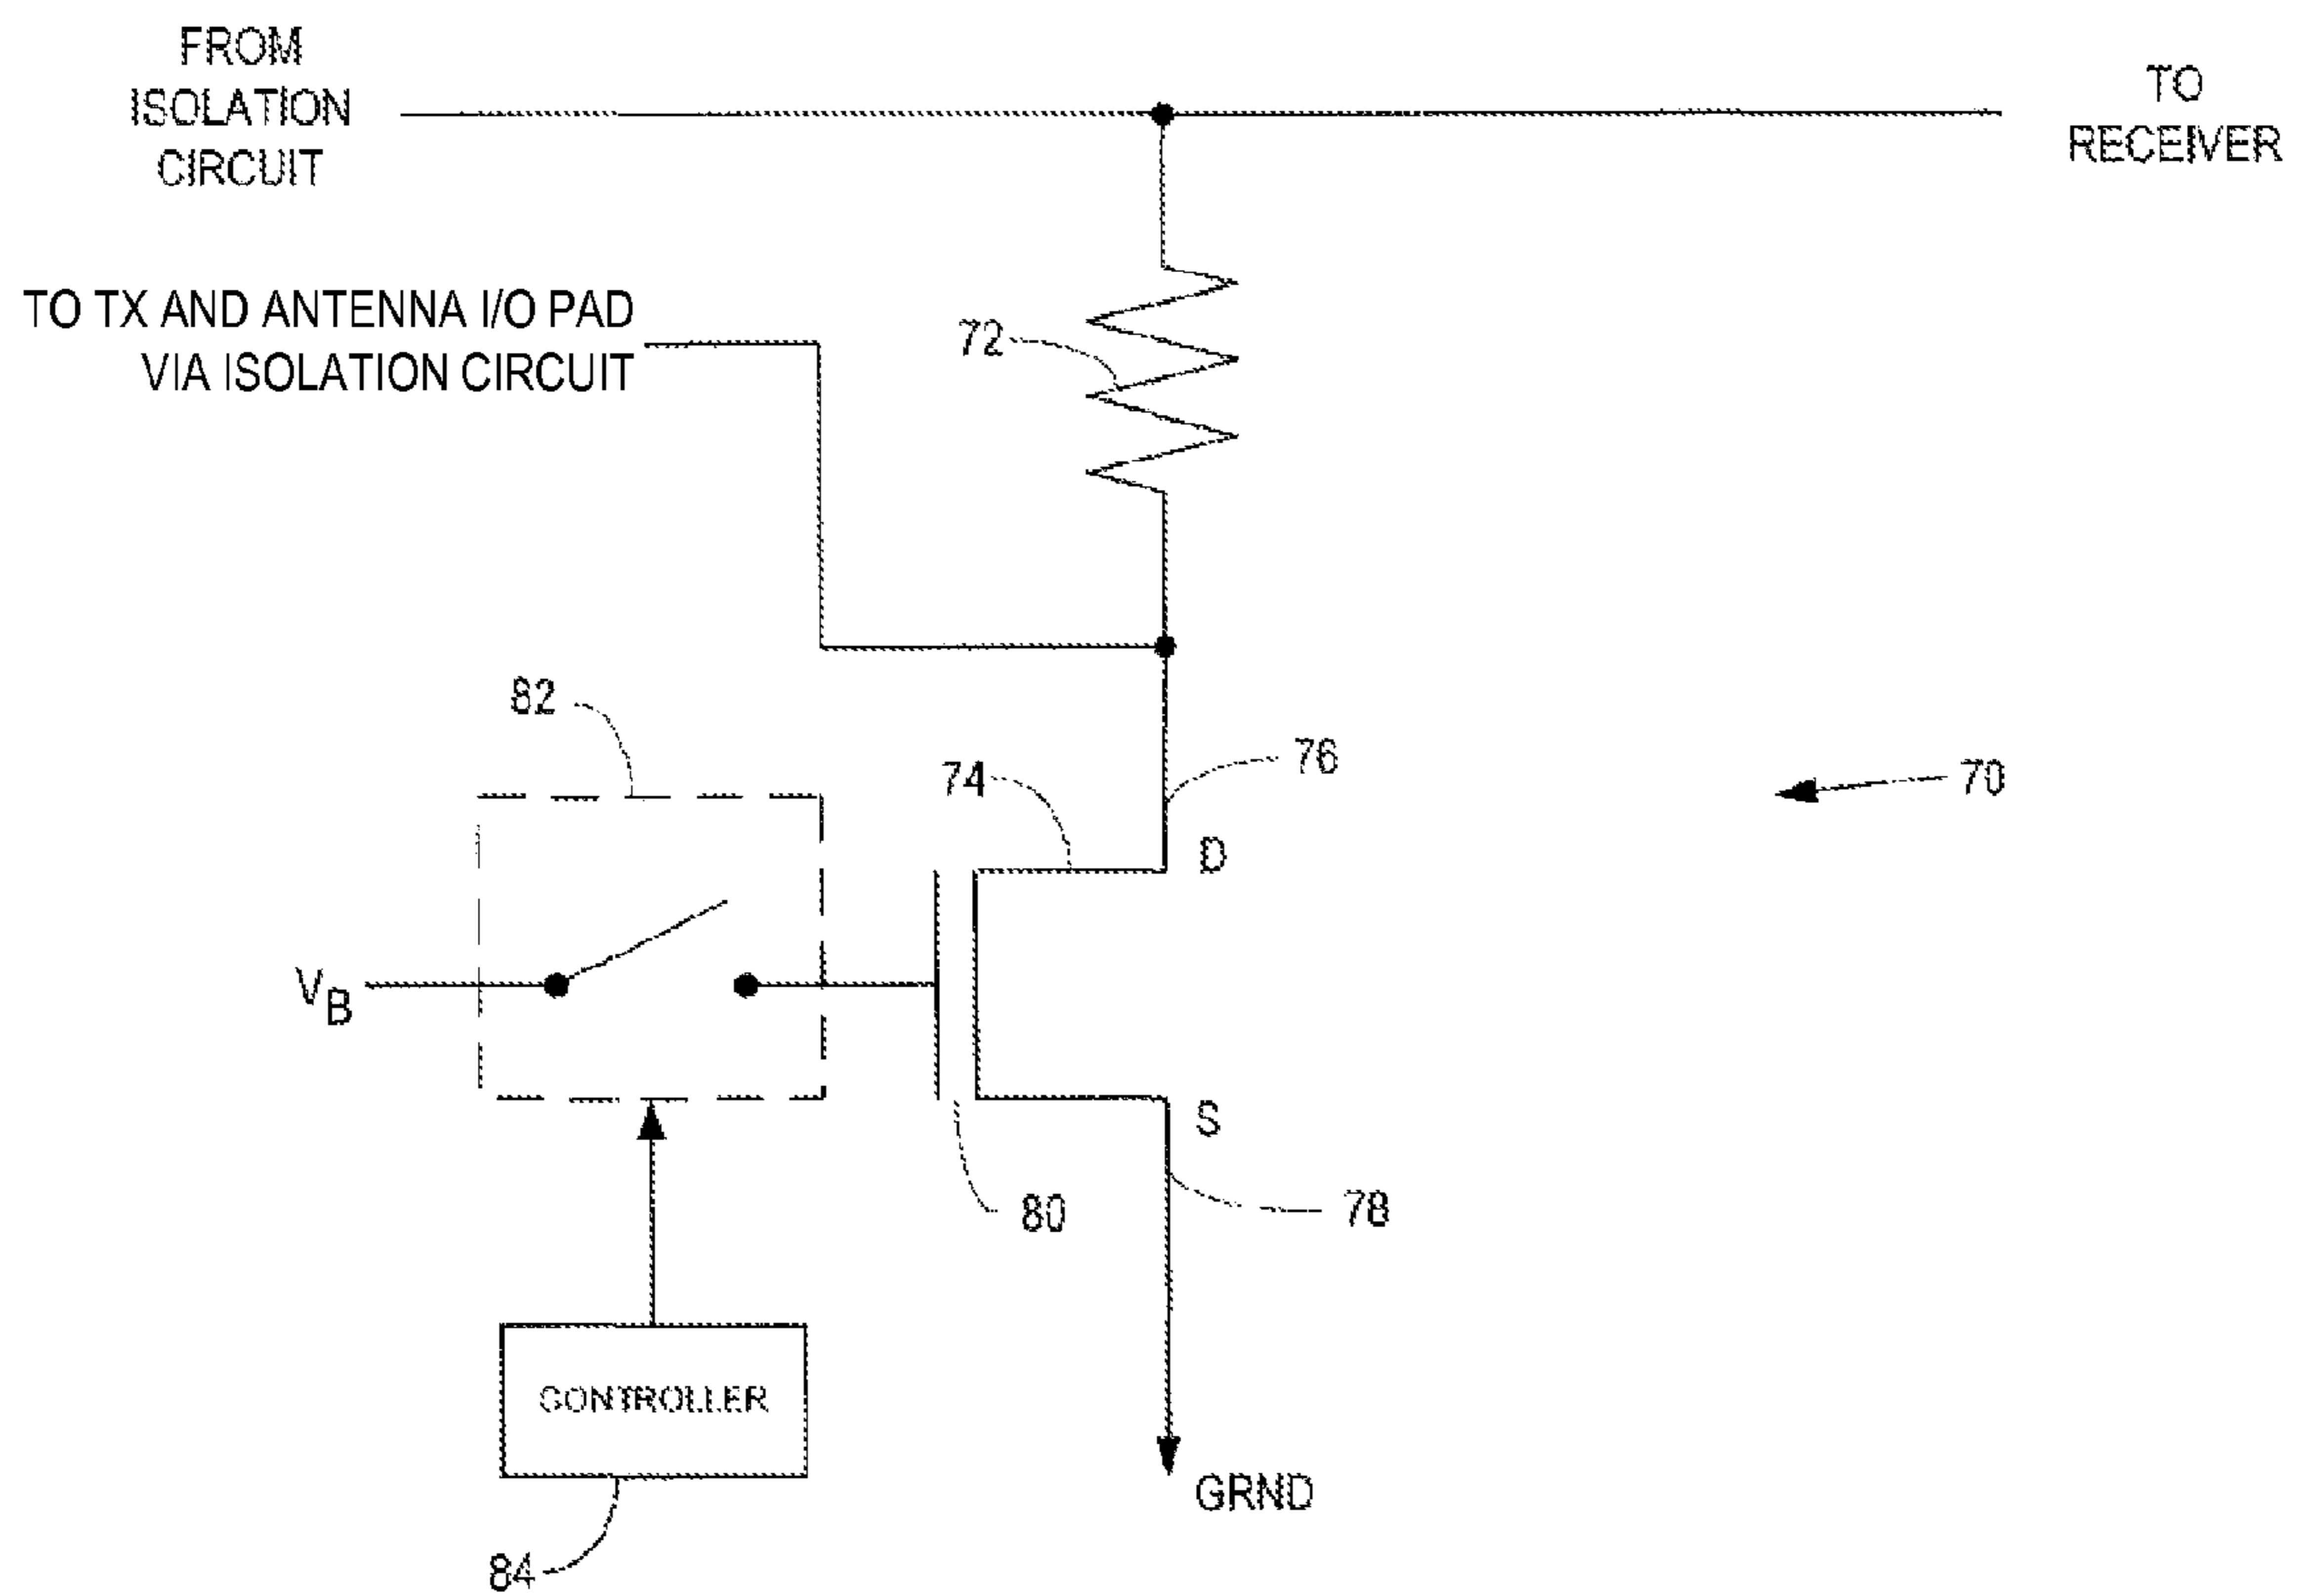 FROM
ISOLATION
CIRCUIT
TO
RECEIVER
TO TX AND ANTENNA I/O PAD
VIA ISOLATION CIRCUIT
72
82
74
76
70
D
VB
S
80
78
CONTROLLER
GRND
84